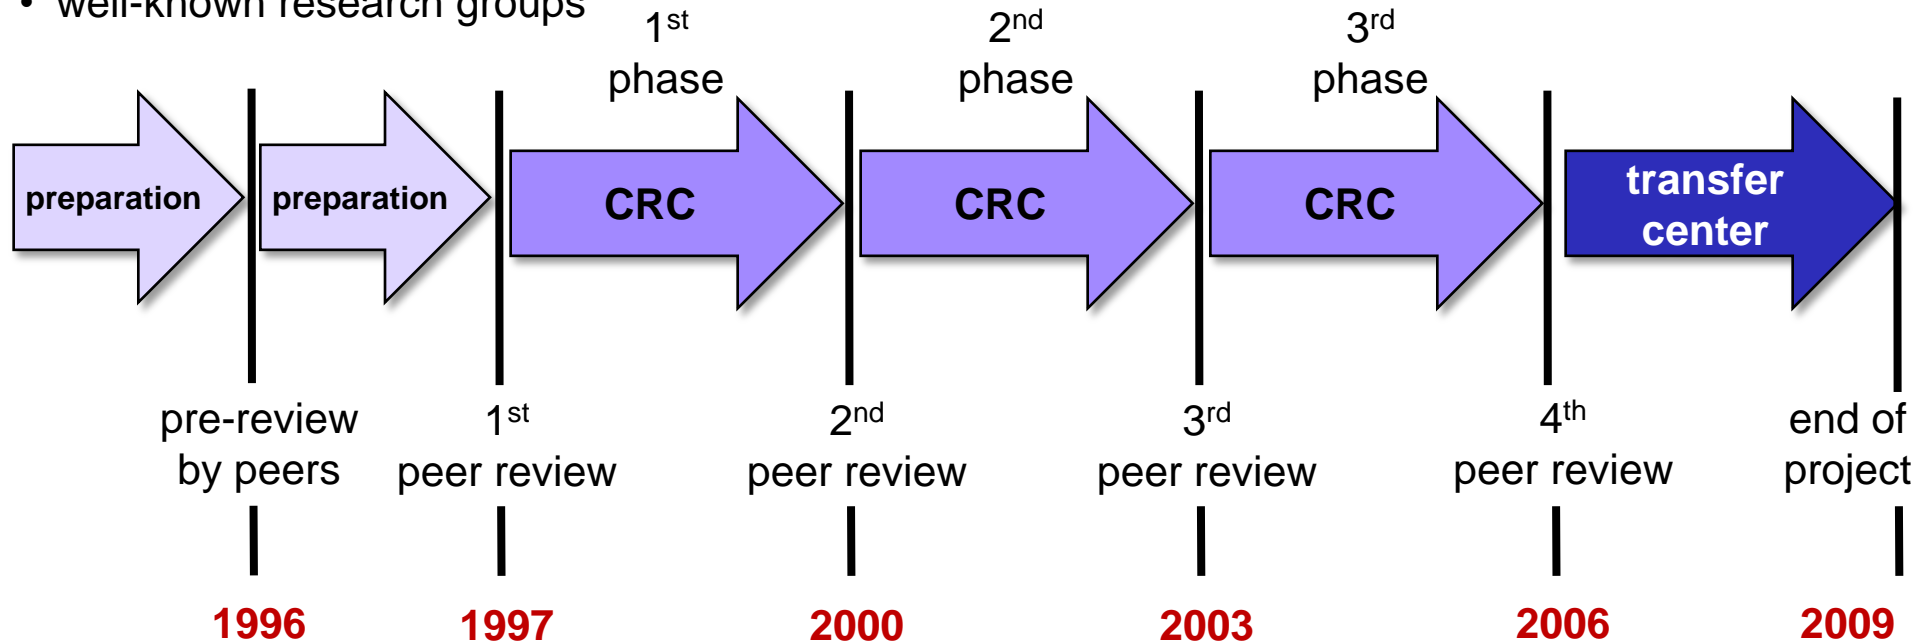 • well-known research groups
1st phase
2nd phase
3rd phase
preparation
preparation
CRC
CRC
CRC
transfer
center
pre-review
by peers
1st
peer review
2nd
peer review
3rd
peer review
4th
peer review
end of
project
1996
1997
2000
2003
2006
2009